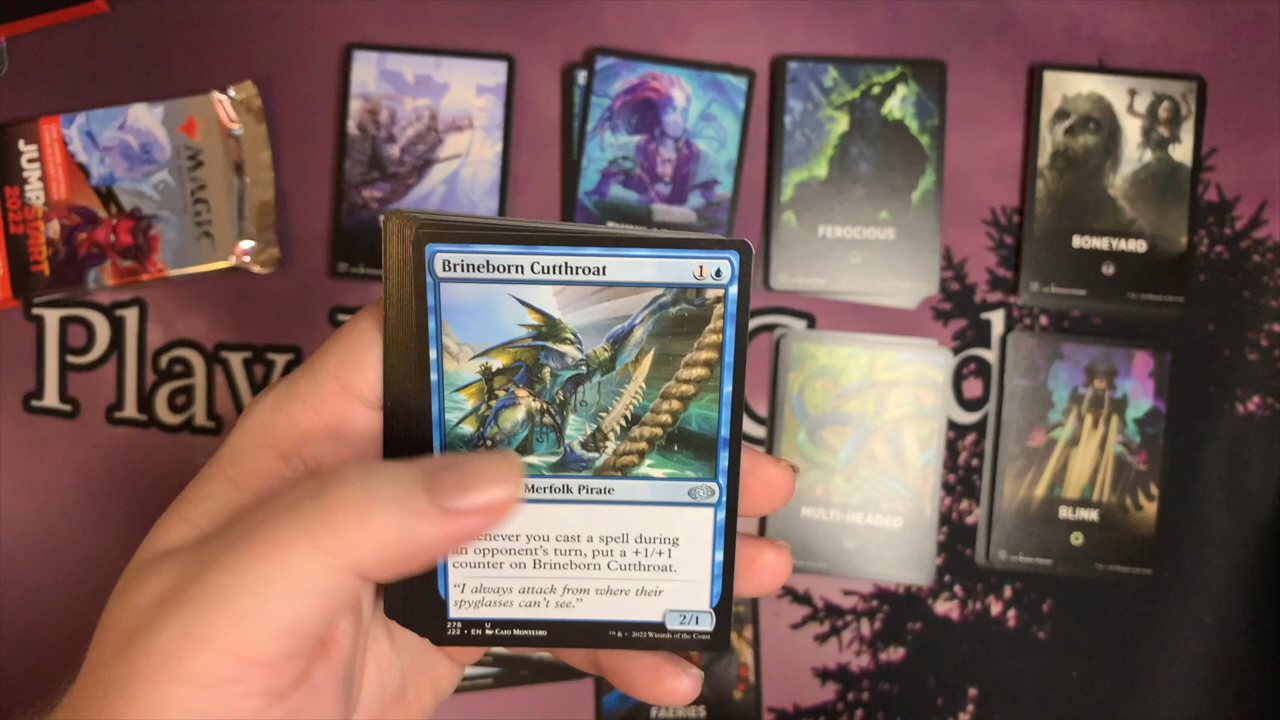 MAGIC
JUMPSTART
2022
FEROCIOUS
BONEYARD
Play
Brineborn Cutthroat
1
Merfolk Pirate
enever you cast a spell during
an opponent's turn, put a +1/+1
counter on Brineborn Cutthroat.
"I always attack from where their
spyglasses can't see."
2/1
278 U
J22 • EN CAIO MONTEIRO
™ & © 2022 Wizards of the Coast
MULTI-HEADED
BLINK
FAERIES